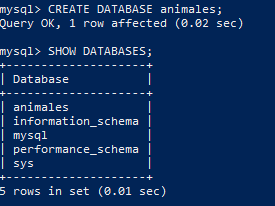 mysql> CREATE DATABASE animales;
Query OK, 1 row affected (0.02 sec)
mysql> SHOW DATABASES;
+--------------------+
| Database           |
+--------------------+
| animales           |
| information_schema |
| mysql              |
| performance_schema |
| sys                |
+--------------------+
5 rows in set (0.01 sec)